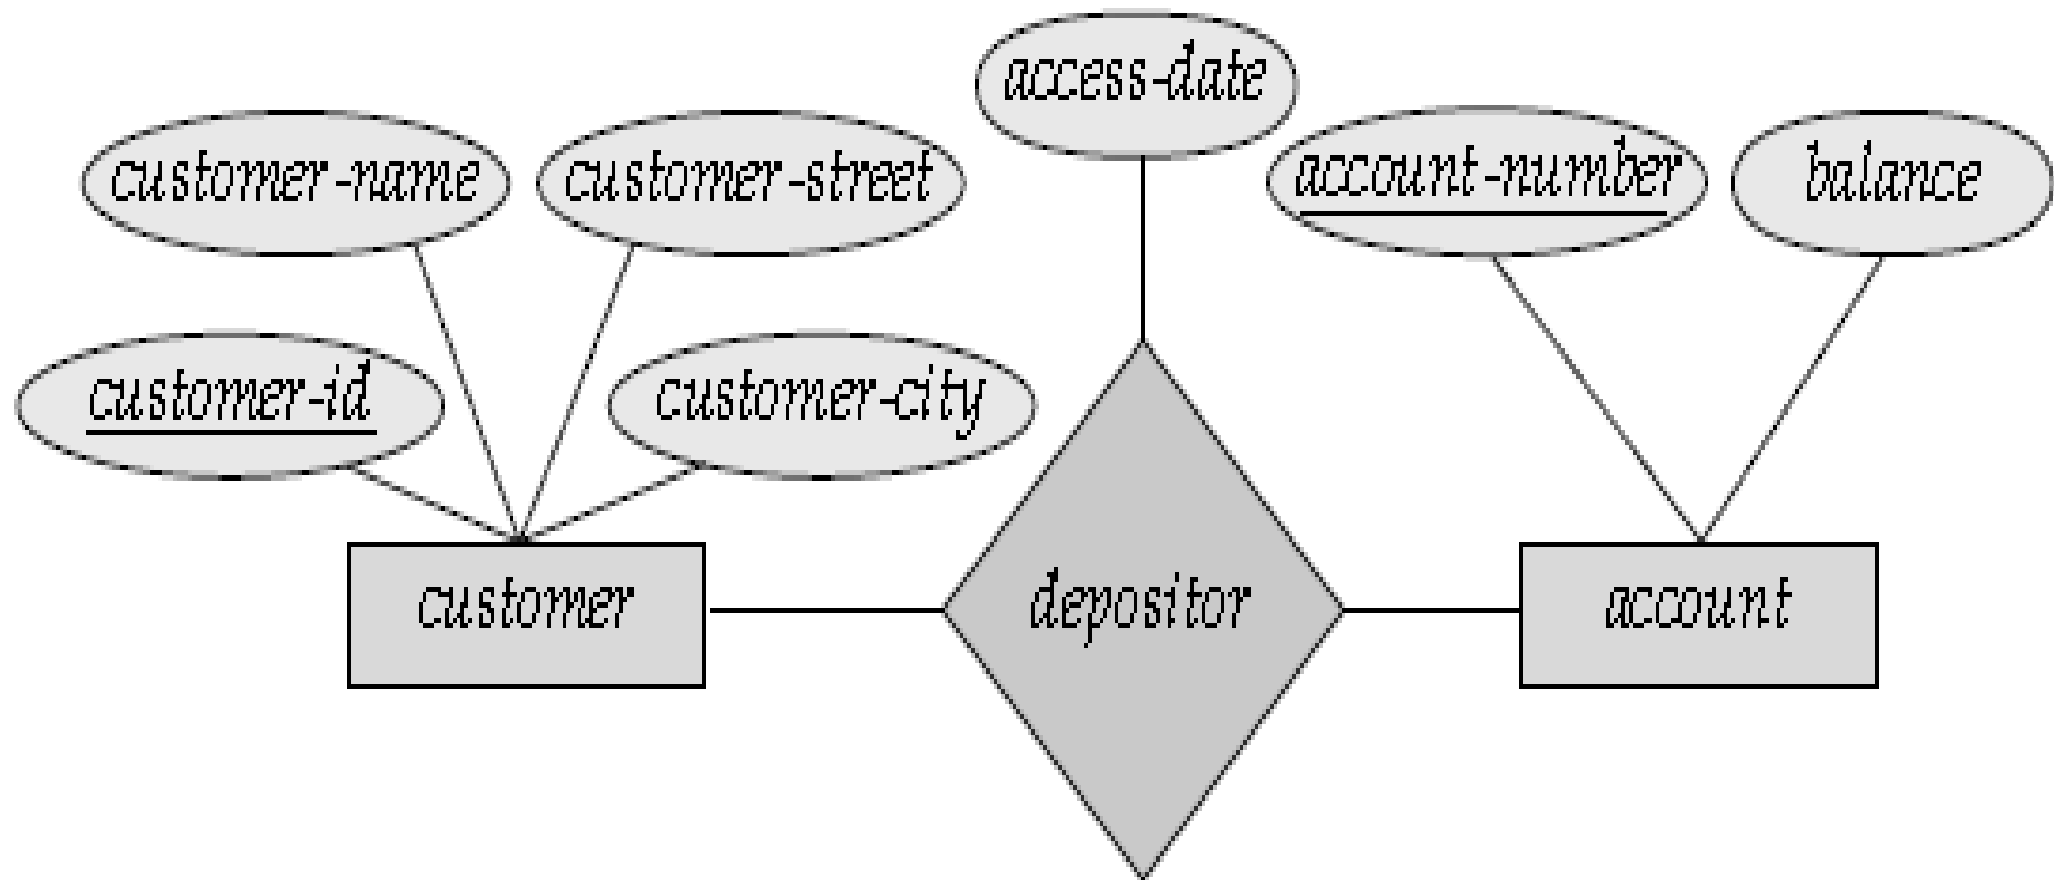 access-date
customer-name
customer-street
account-number
balance
customer-id
customer-city
customer
depositor
account